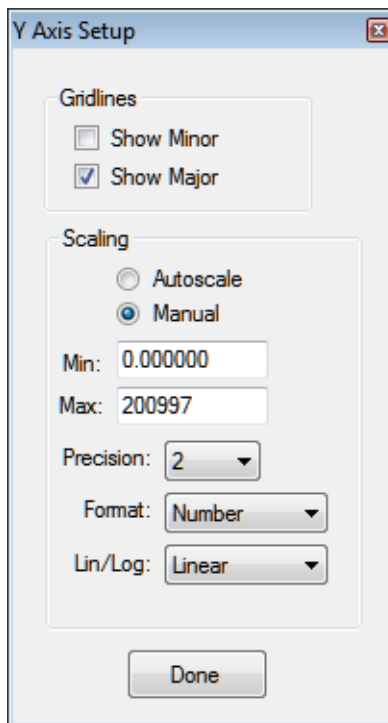 Y Axis Setup
Gridlines
Show Minor
Show Major
Scaling
Autoscale
Manual
Min: 0.000000
Max: 200997
Precision: 2
Format: Number
Lin/Log: Linear
Done